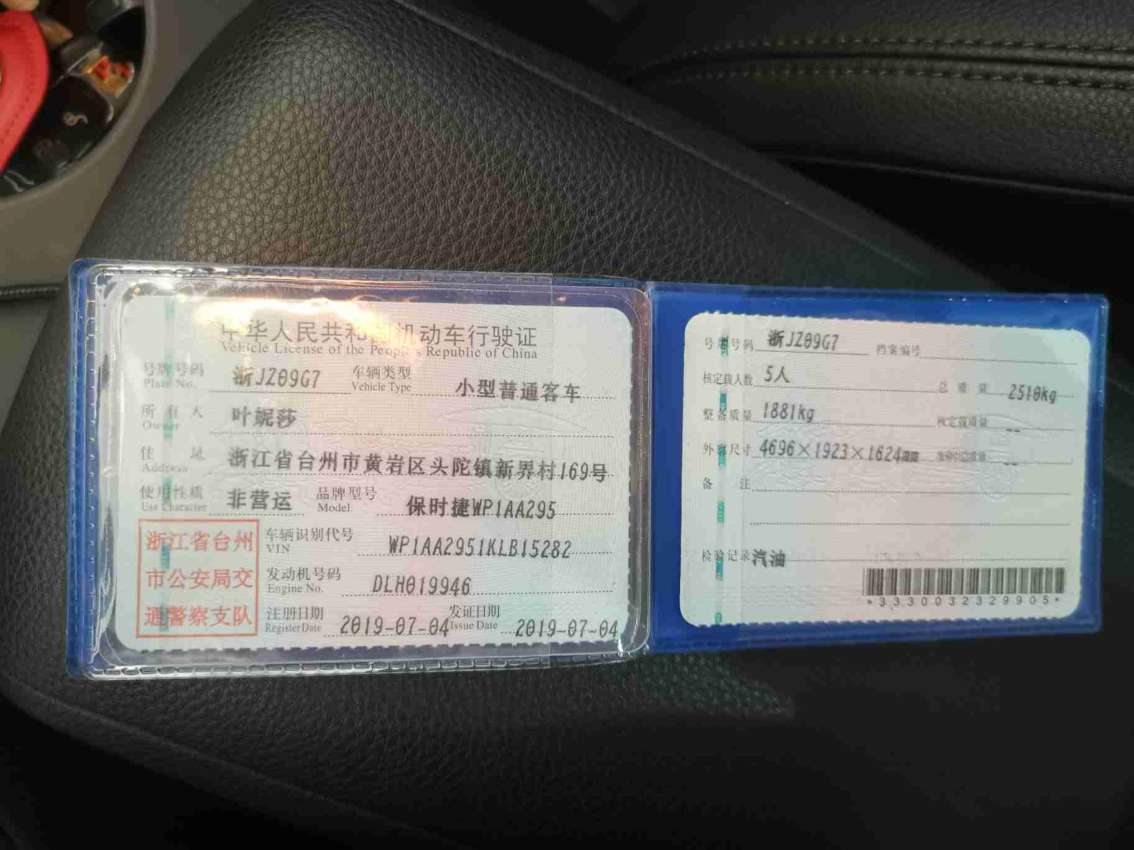 中华人民共和国机动车行驶证
Vehicle License of the People's Republic of China
号牌号码 浙JZ09G7 车辆类型 小型普通客车
Plate No. Vehicle Type
所有人 叶妮莎
Owner
住址 浙江省台州市黄岩区头陀镇新界村169号
Address
使用性质 非营运 品牌型号 保时捷WP1AA295
Use Character Model
浙江省台州
市公安局交
通警察支队
车辆识别代号 WP1AA2951KLB15282
VIN
发动机号码 DLH019946
Engine No.
注册日期 2019-07-04 发证日期 2019-07-04
Register Date Issue Date
号牌号码 浙JZ09G7 档案编号
核定载人数 5人 总质量 2510kg
整备质量 1881kg 核定载质量 --
外廓尺寸 4696×1923×1624mm 准牵引总质量 --
备注
检验记录 汽油
*3330032329905*